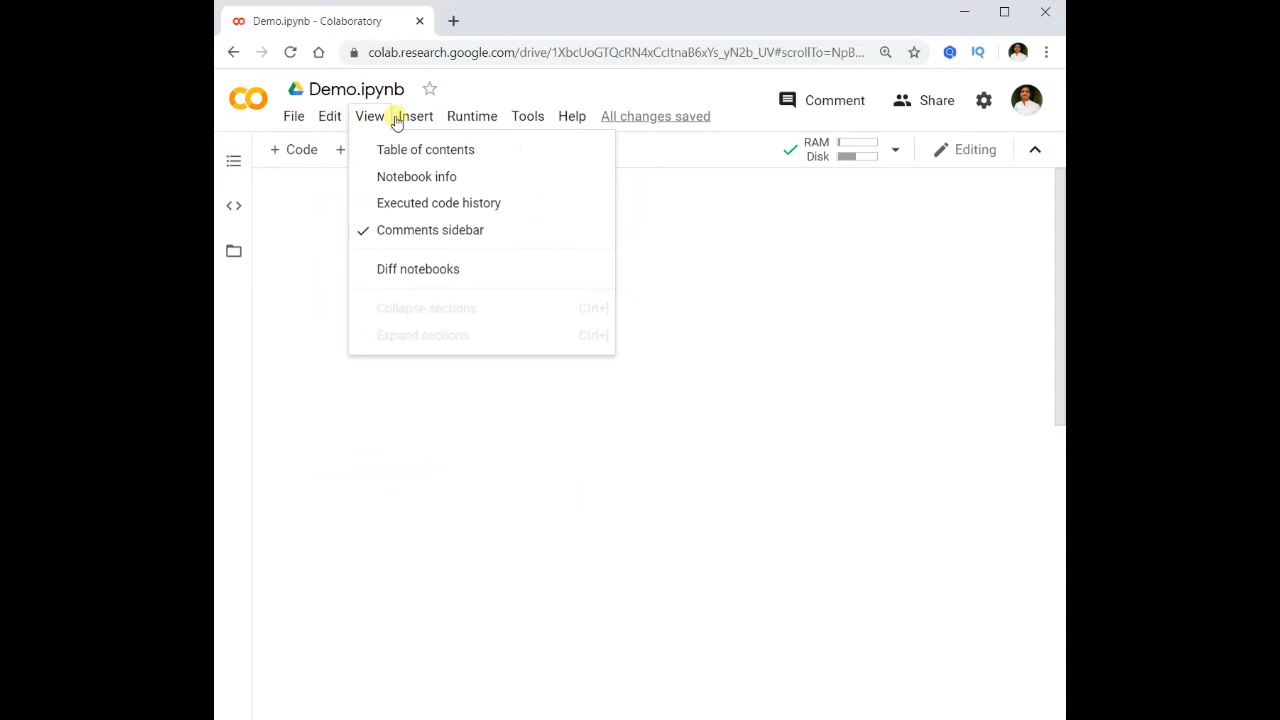 Demo.ipynb - Colaboratory
colab.research.google.com/drive/1XbcUoGTQcRN4xCcItnaB6xYs_yN2b_UV#scrollTo=NpB...
Demo.ipynb
Comment
Share
File Edit View Insert Runtime Tools Help All changes saved
+ Code +
RAM
Disk
Editing
Table of contents
Notebook info
Executed code history
Comments sidebar
Diff notebooks
Collapse sections Ctrl+]
Expand sections Ctrl+[